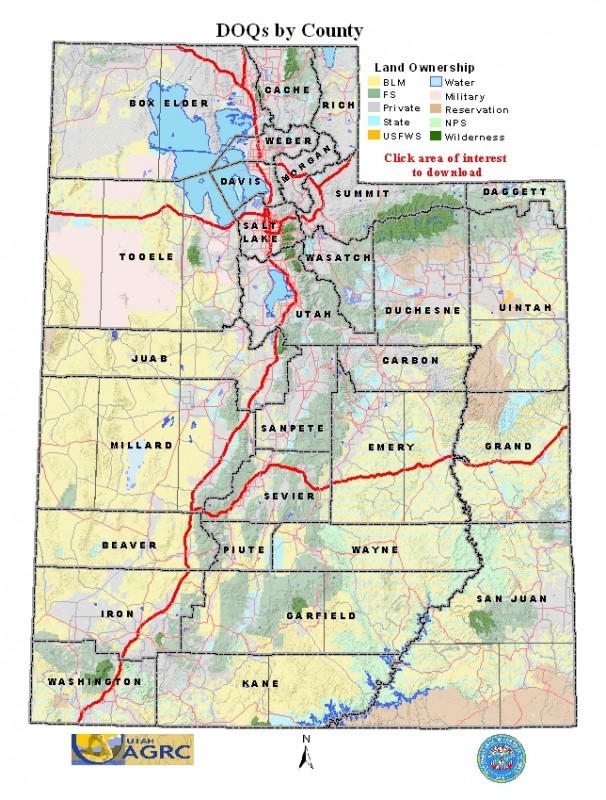 DOQs by County
Land Ownership
BLM
FS
Private
State
USFWS
Water
Military
Reservation
NPS
Wilderness
Click area of interest
to download
BOX ELDER
CACHE
RICH
WEBER
MORGAN
DAVIS
SUMMIT
DAGGETT
SALT
LAKE
TOOELE
WASATCH
UTAH
DUCHESNE
UINTAH
JUAB
CARBON
SANPETE
MILLARD
EMERY
GRAND
SEVIER
BEAVER
PIUTE
WAYNE
IRON
GARFIELD
SAN JUAN
WASHINGTON
KANE
UTAH
AGRC
N